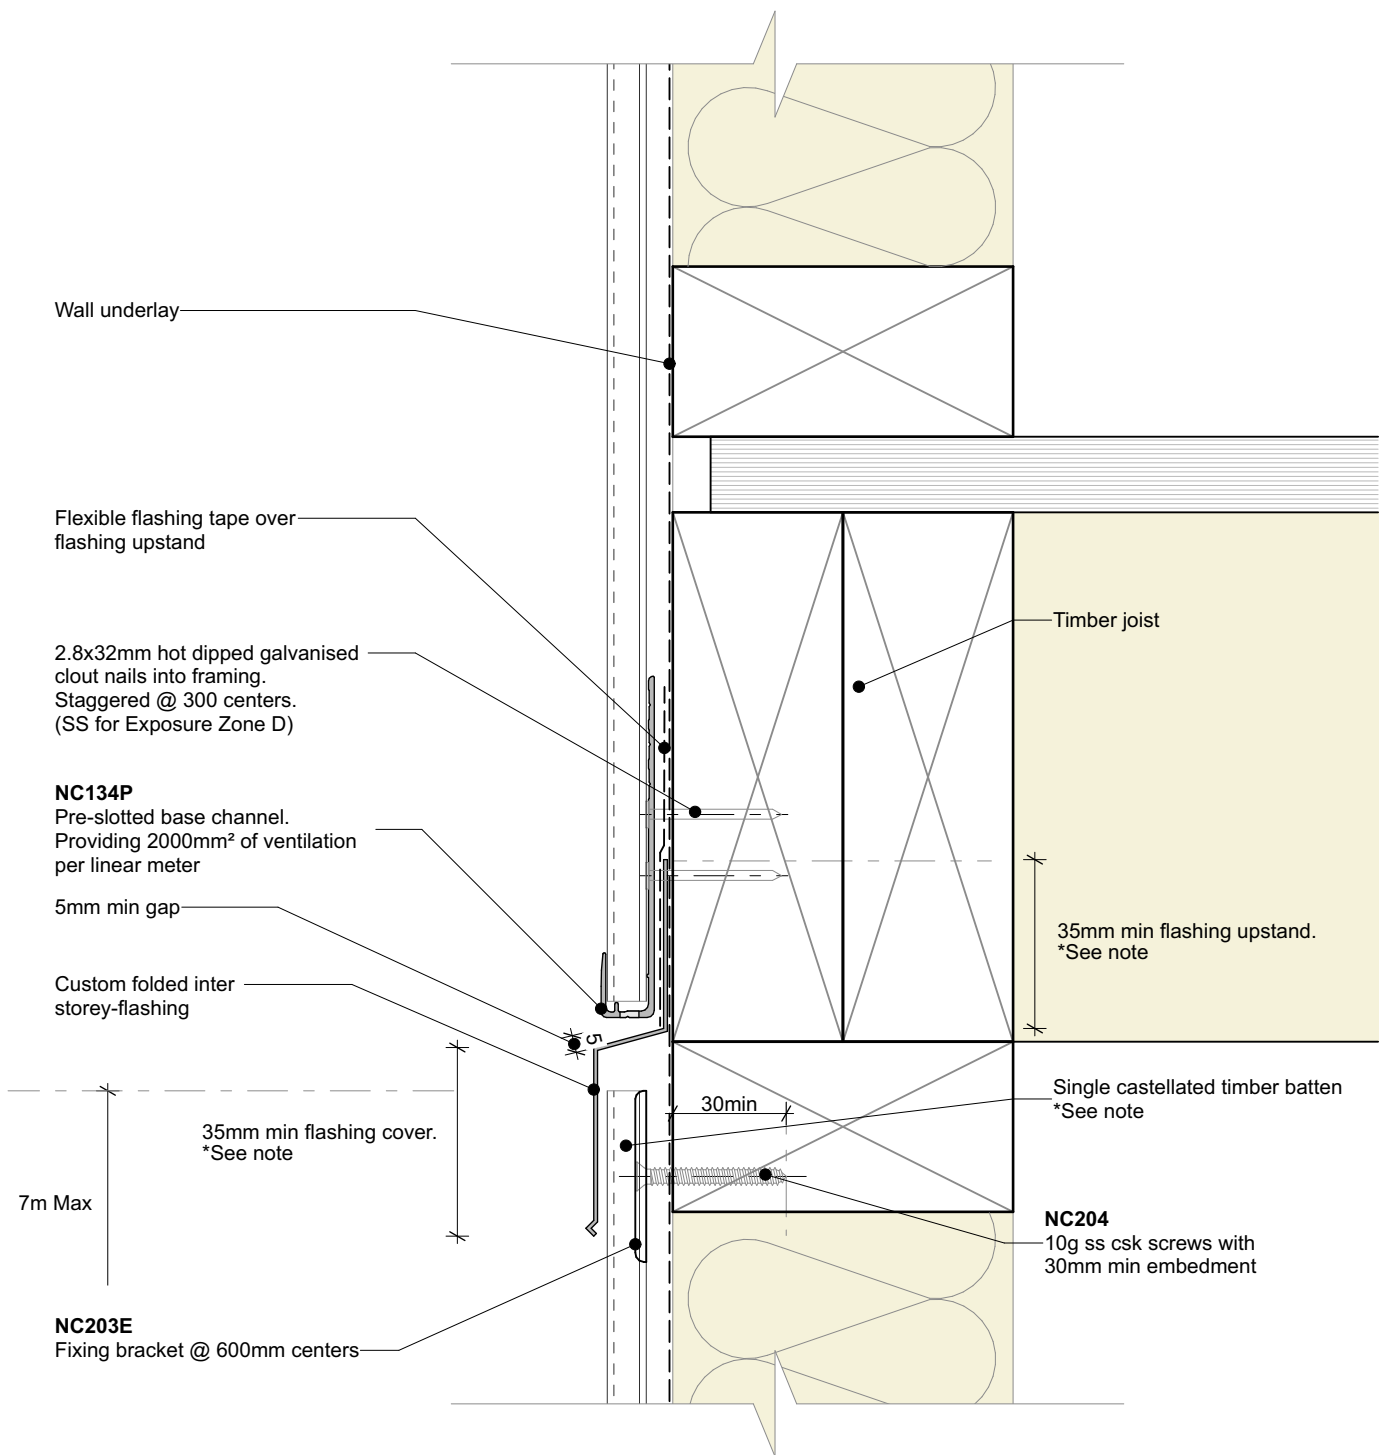 Wall underlay
Flexible flashing tape over
flashing upstand
Timber joist
2.8x32mm hot dipped galvanised
clout nails into framing.
Staggered @ 300 centers.
(SS for Exposure Zone D)
NC134P
Pre-slotted base channel.
Providing 2000mm² of ventilation
per linear meter
5mm min gap
35mm min flashing upstand.
*See note
Custom folded inter
storey-flashing
5
Single castellated timber batten
*See note
30min
35mm min flashing cover.
*See note
7m Max
NC204
10g ss csk screws with
30mm min embedment
NC203E
Fixing bracket @ 600mm centers